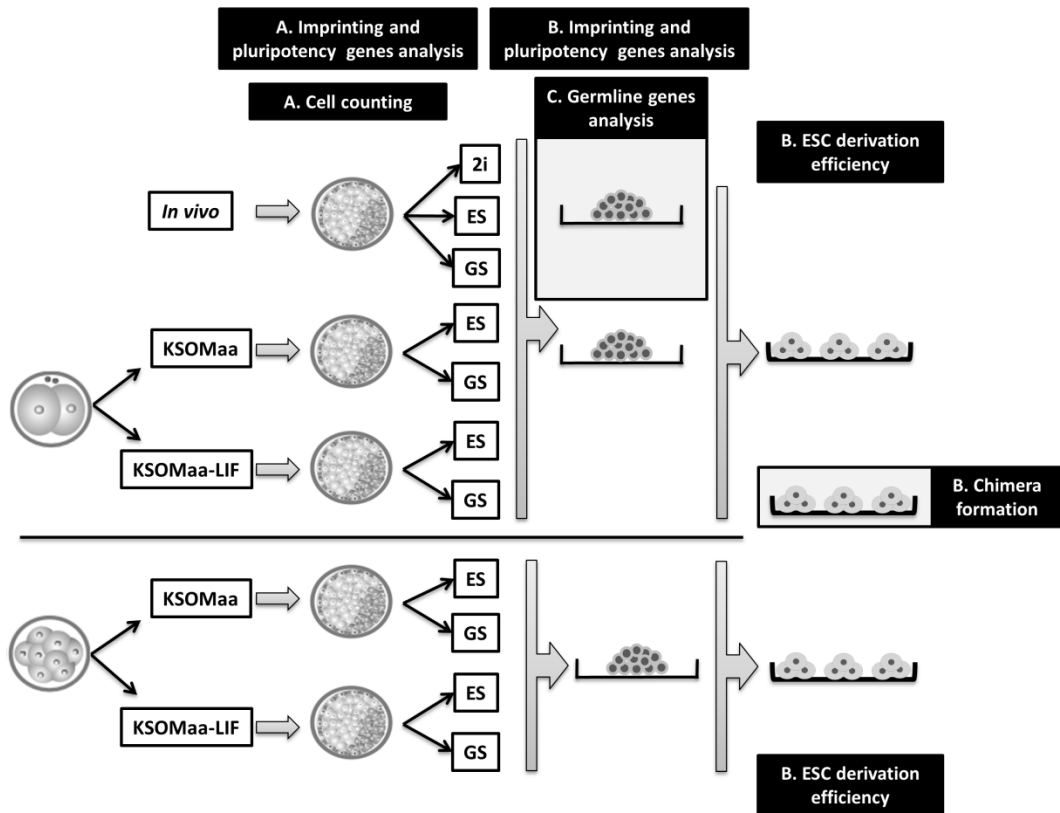 A. Imprinting and
pluripotency genes analysis
B. Imprinting and
pluripotency genes analysis
A. Cell counting
C. Germline genes
analysis
B. ESC derivation
efficiency
In vivo
2i
ES
GS
KSOMaa
ES
GS
KSOMaa-LIF
ES
GS
B. Chimera
formation
KSOMaa
ES
GS
KSOMaa-LIF
ES
GS
B. ESC derivation
efficiency